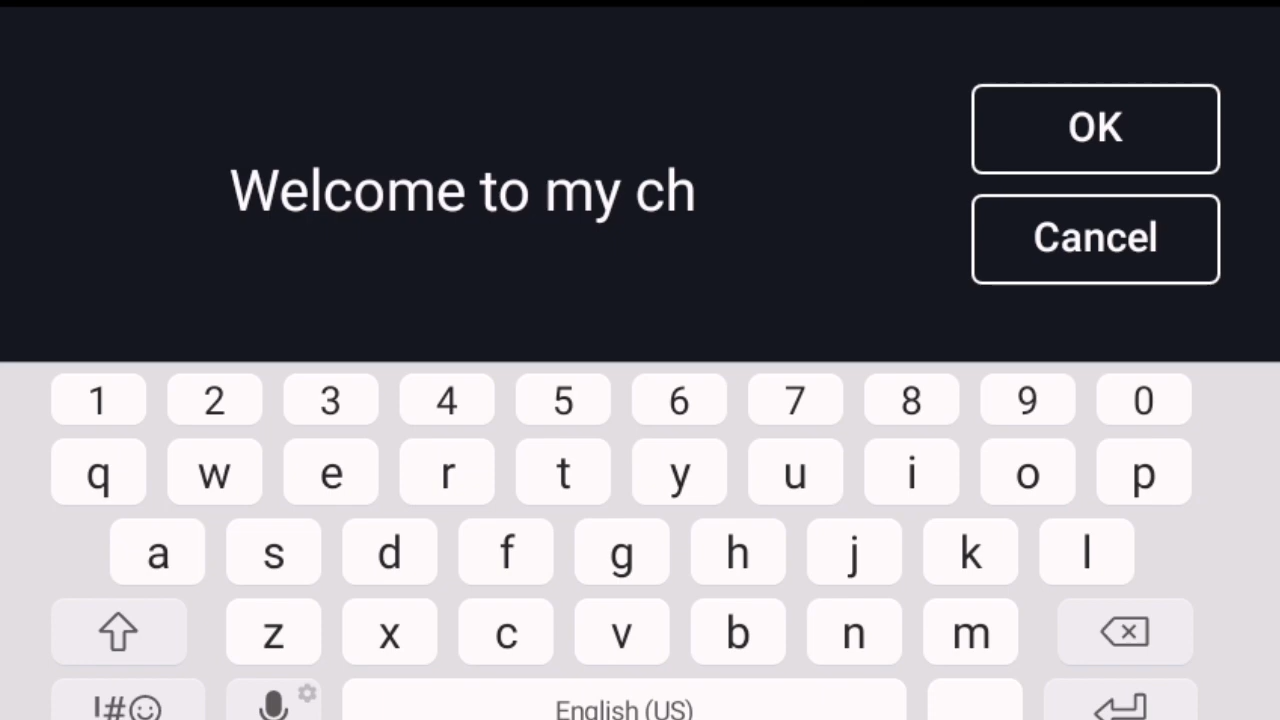 OK
Welcome to my ch
Cancel
1 2 3 4 5 6 7 8 9 0
q w e r t y u i o p
a s d f g h j k l
z x c v b n m
!#☺ English (US)